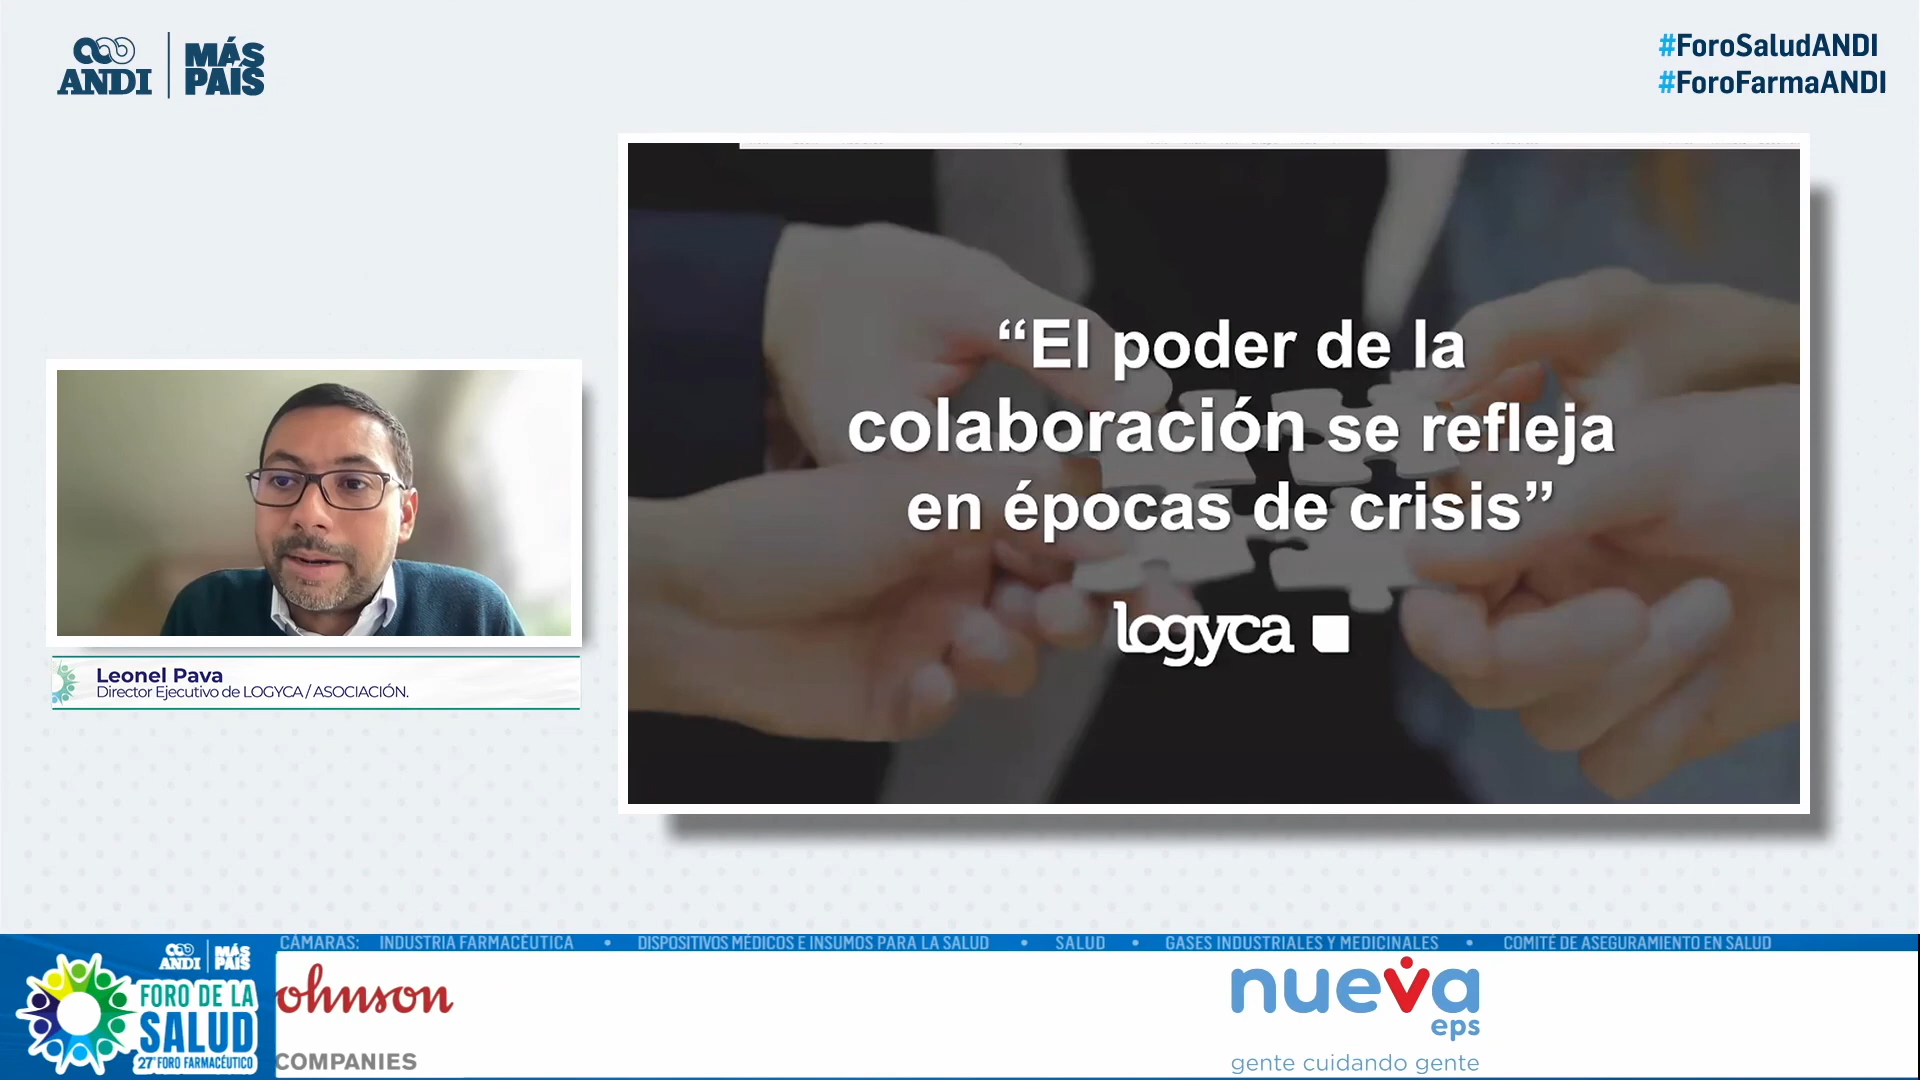 ANDI
MÁS
PAÍS
#ForoSaludANDI
#ForoFarmaANDI
“El poder de la
colaboración se refleja
en épocas de crisis”
logyca
Leonel Pava
Director Ejecutivo de LOGYCA / ASOCIACIÓN.
CÁMARAS: INDUSTRIA FARMACÉUTICA • DISPOSITIVOS MÉDICOS E INSUMOS PARA LA SALUD • SALUD • GASES INDUSTRIALES Y MEDICINALES • COMITÉ DE ASEGURAMIENTO EN SALUD
ANDI
MÁS
PAÍS
FORO DE LA
SALUD
27° FORO FARMACÉUTICO
ohnson
COMPANIES
nueva
eps
gente cuidando gente